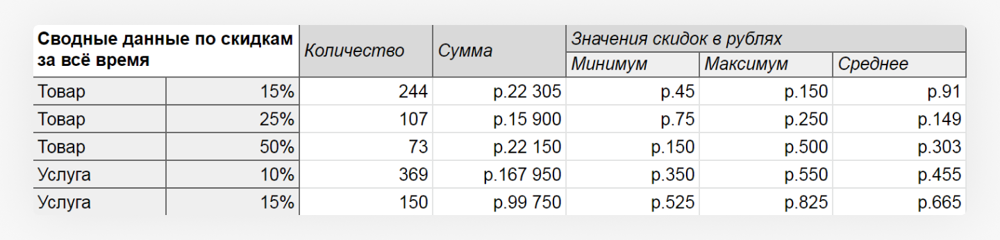 Сводные данные по скидкам
за всё время
Количество Сумма Значения скидок в рублях
Минимум Максимум Среднее
Товар 15% 244 р.22 305 р.45 р.150 р.91
Товар 25% 107 р.15 900 р.75 р.250 р.149
Товар 50% 73 р.22 150 р.150 р.500 р.303
Услуга 10% 369 р.167 950 р.350 р.550 р.455
Услуга 15% 150 р.99 750 р.525 р.825 р.665